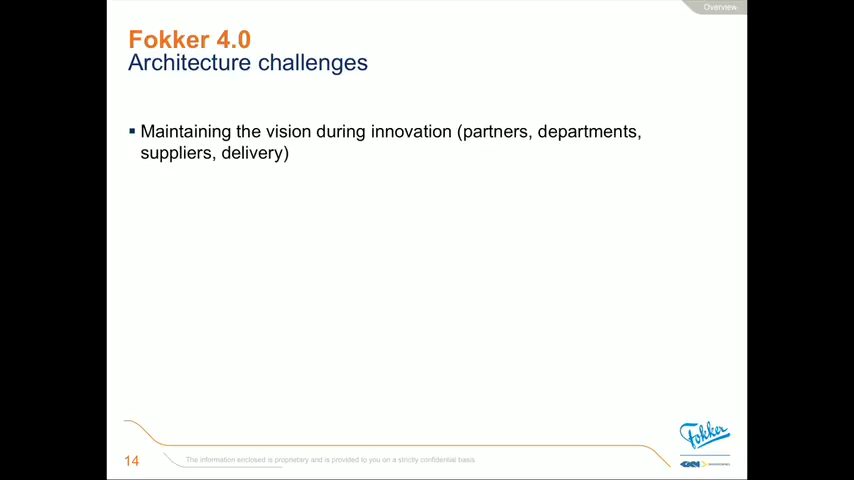 Overview
Fokker 4.0
Architecture challenges
▪ Maintaining the vision during innovation (partners, departments,
suppliers, delivery)
Fokker
14
The information enclosed is proprietary and is provided to you on a strictly confidential basis.
GKN